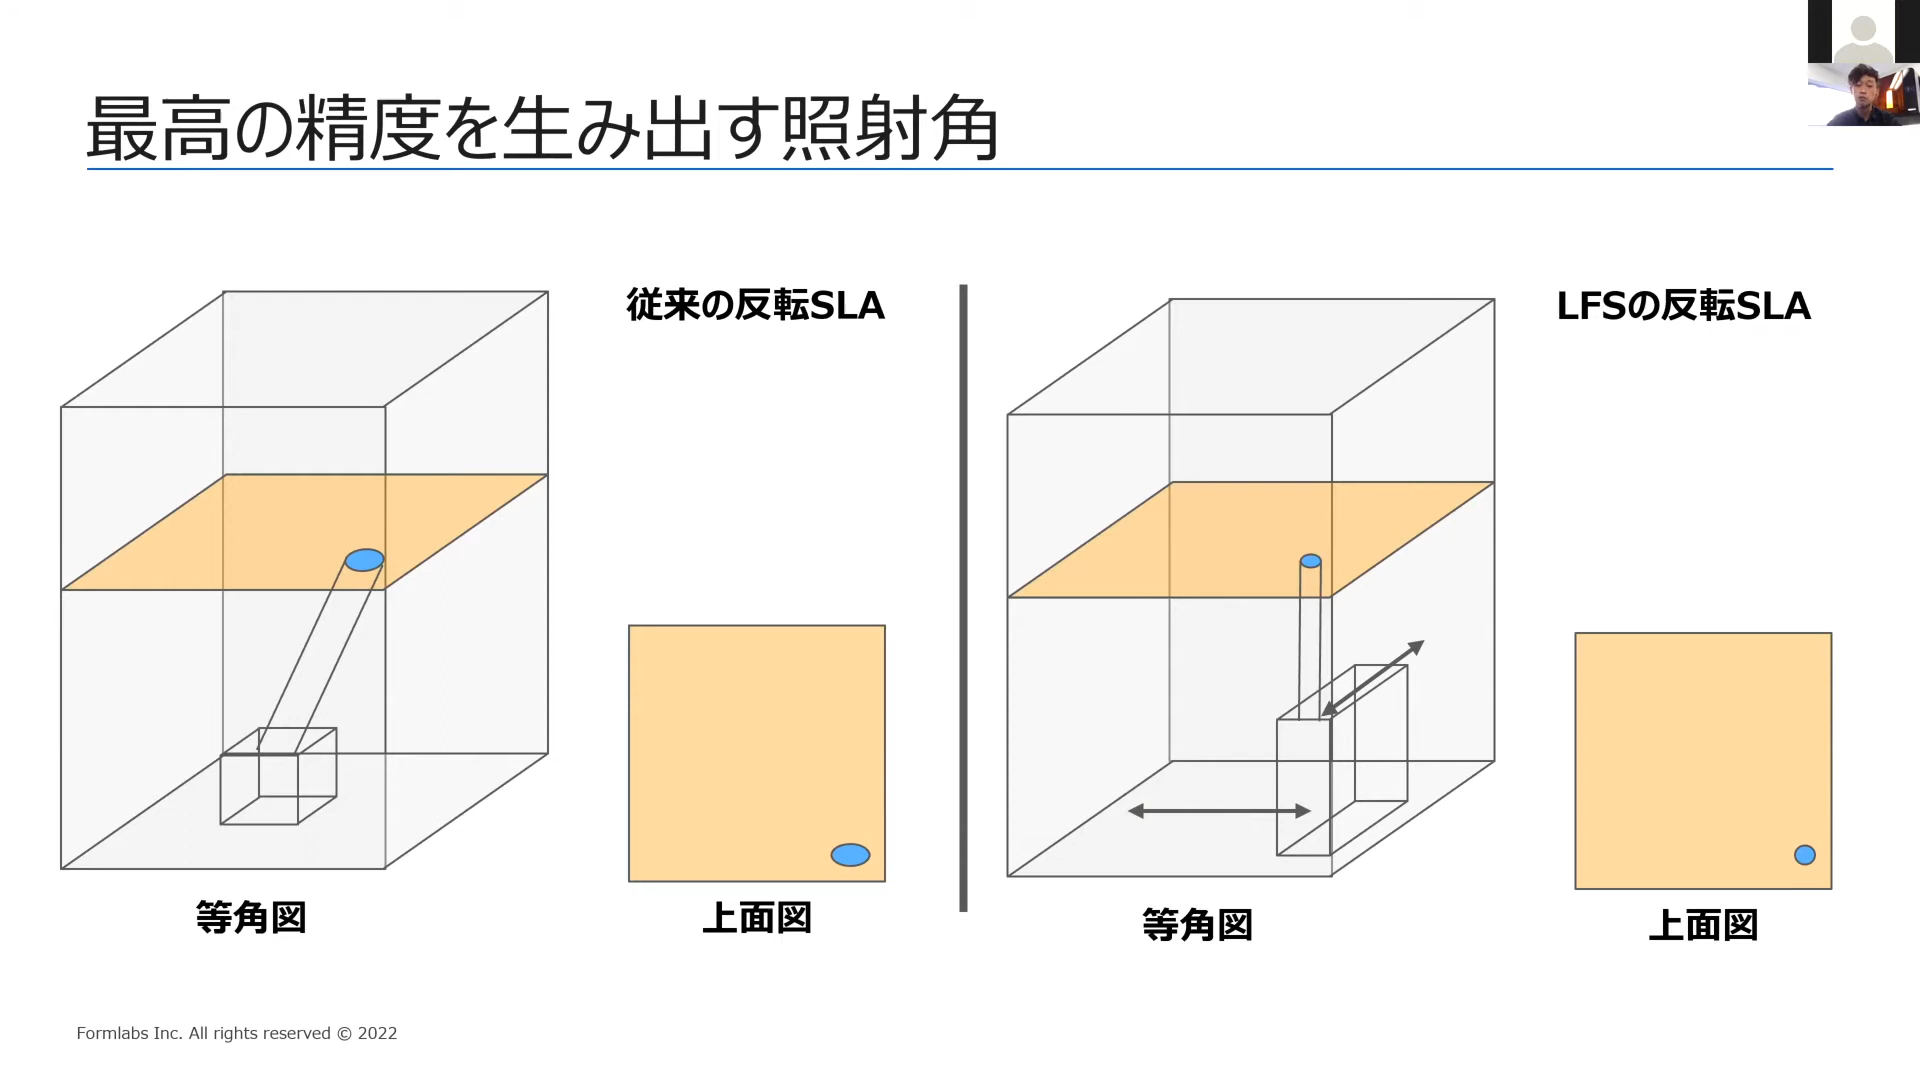 最高の精度を生み出す照射角
従来の反転SLA
等角図
上面図
LFSの反転SLA
等角図
上面図
Formlabs Inc. All rights reserved © 2022